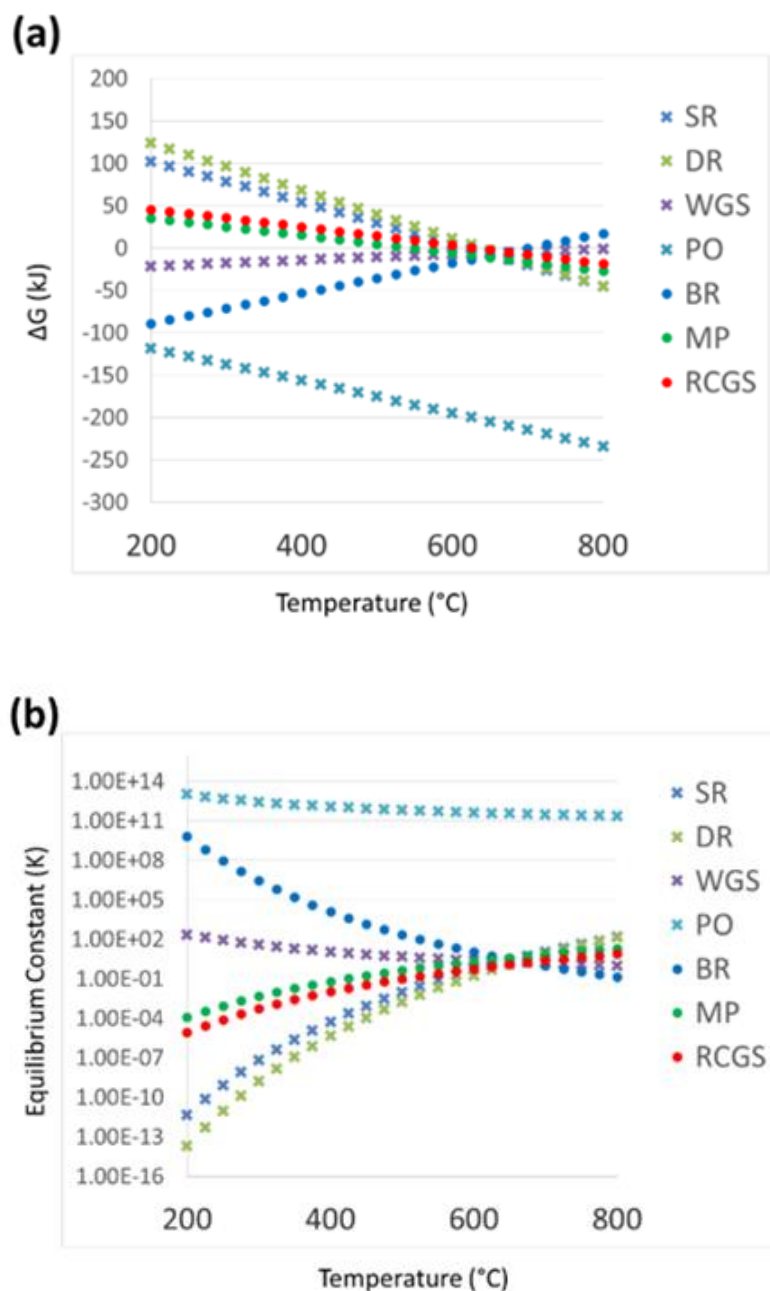 (a)
200
150
100
50
0
-50
-100
-150
-200
-250
-300
ΔG (kJ)
200 400 600 800
Temperature (°C)
SR
DR
WGS
PO
BR
MP
RCGS
(b)
1.00E+14
1.00E+11
1.00E+08
1.00E+05
1.00E+02
1.00E-01
1.00E-04
1.00E-07
1.00E-10
1.00E-13
1.00E-16
Equilibrium Constant (K)
200 400 600 800
Temperature (°C)
SR
DR
WGS
PO
BR
MP
RCGS